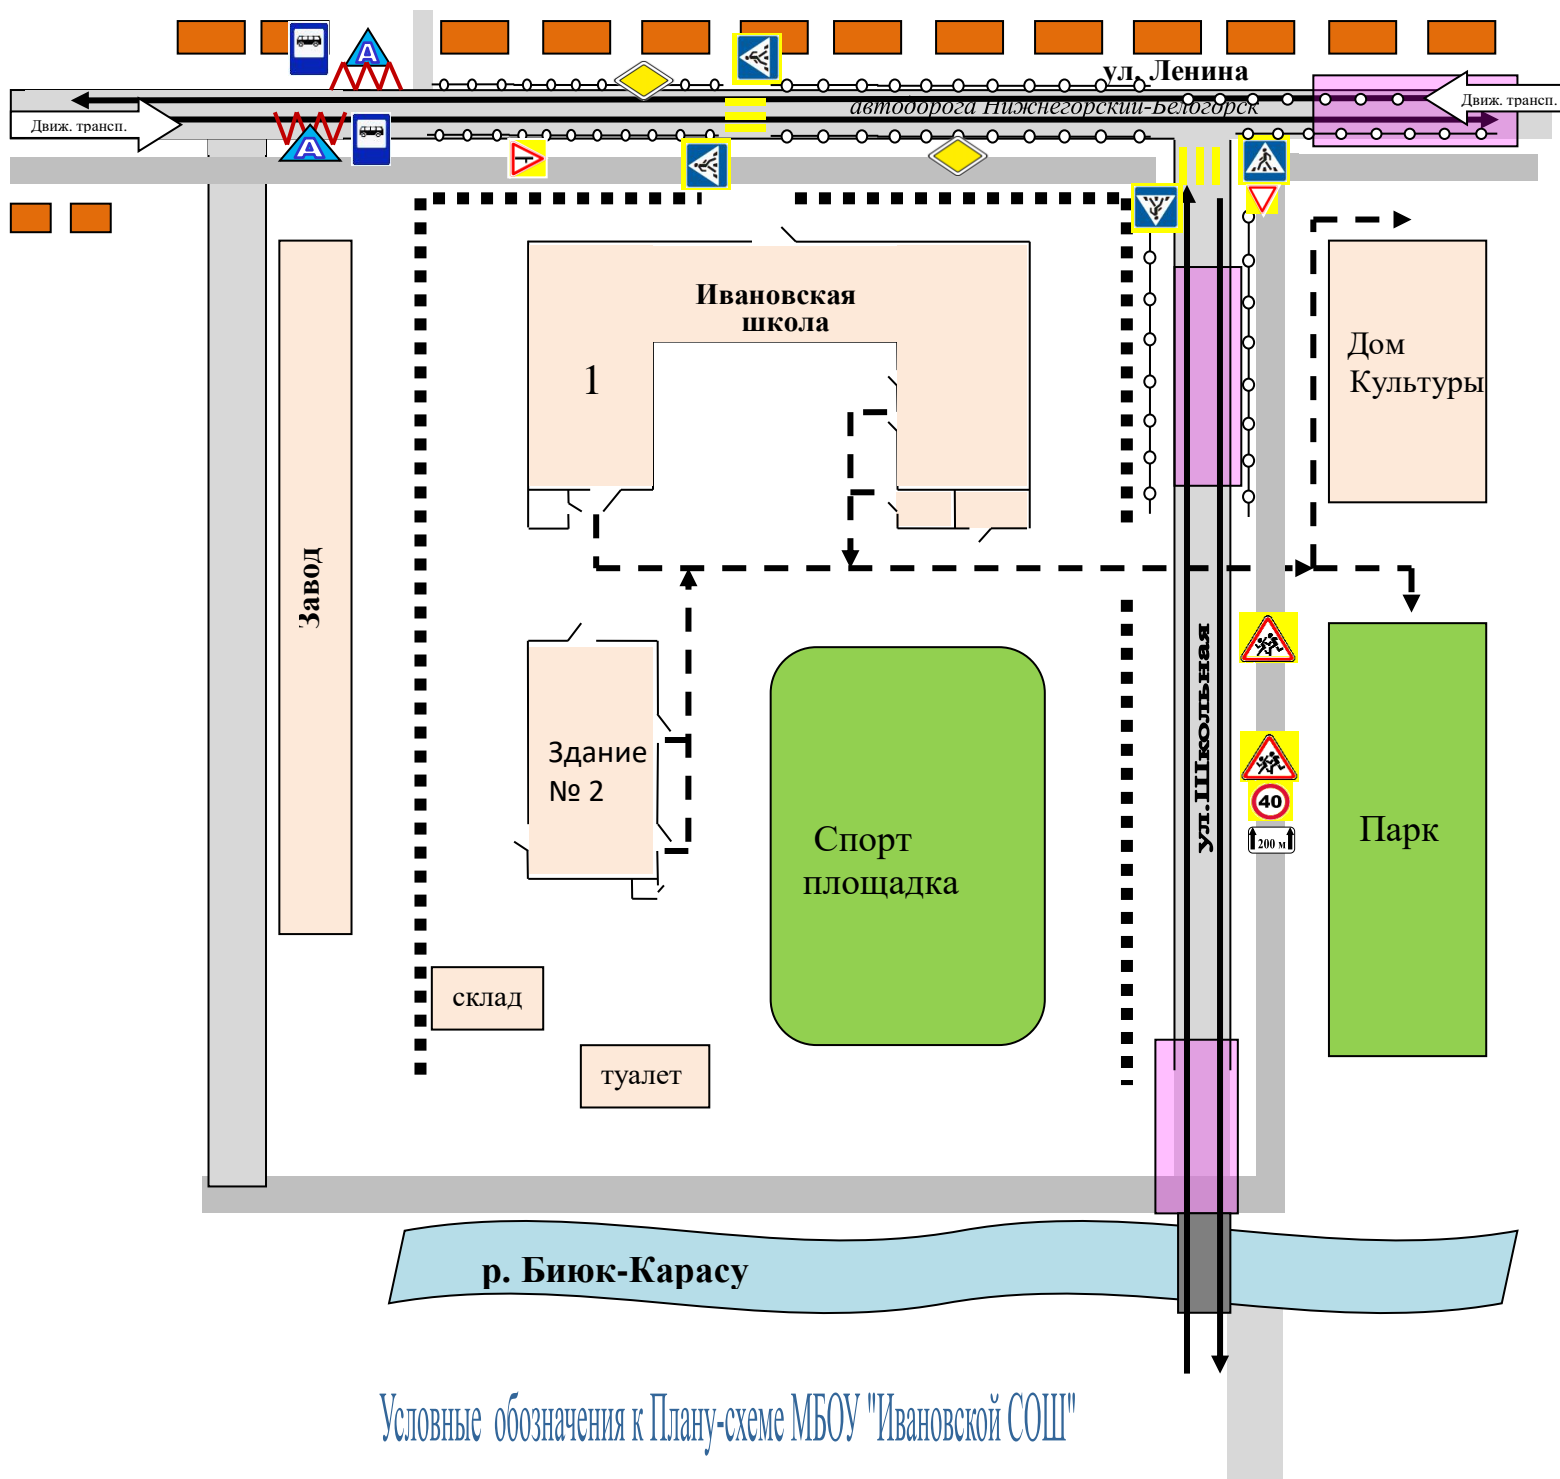 А
ул. Ленина
автодорога Нижнегорский-Белогорск
Движ. трансп.
Движ. трансп.
А
Ивановская
школа
1
Дом
Культуры
Завод
ул.Школьная
Здание
№ 2
40
200 м
Спорт
площадка
Парк
склад
туалет
р. Биюк-Карасу
Условные обозначения к Плану-схеме МБОУ "Ивановской СОШ"